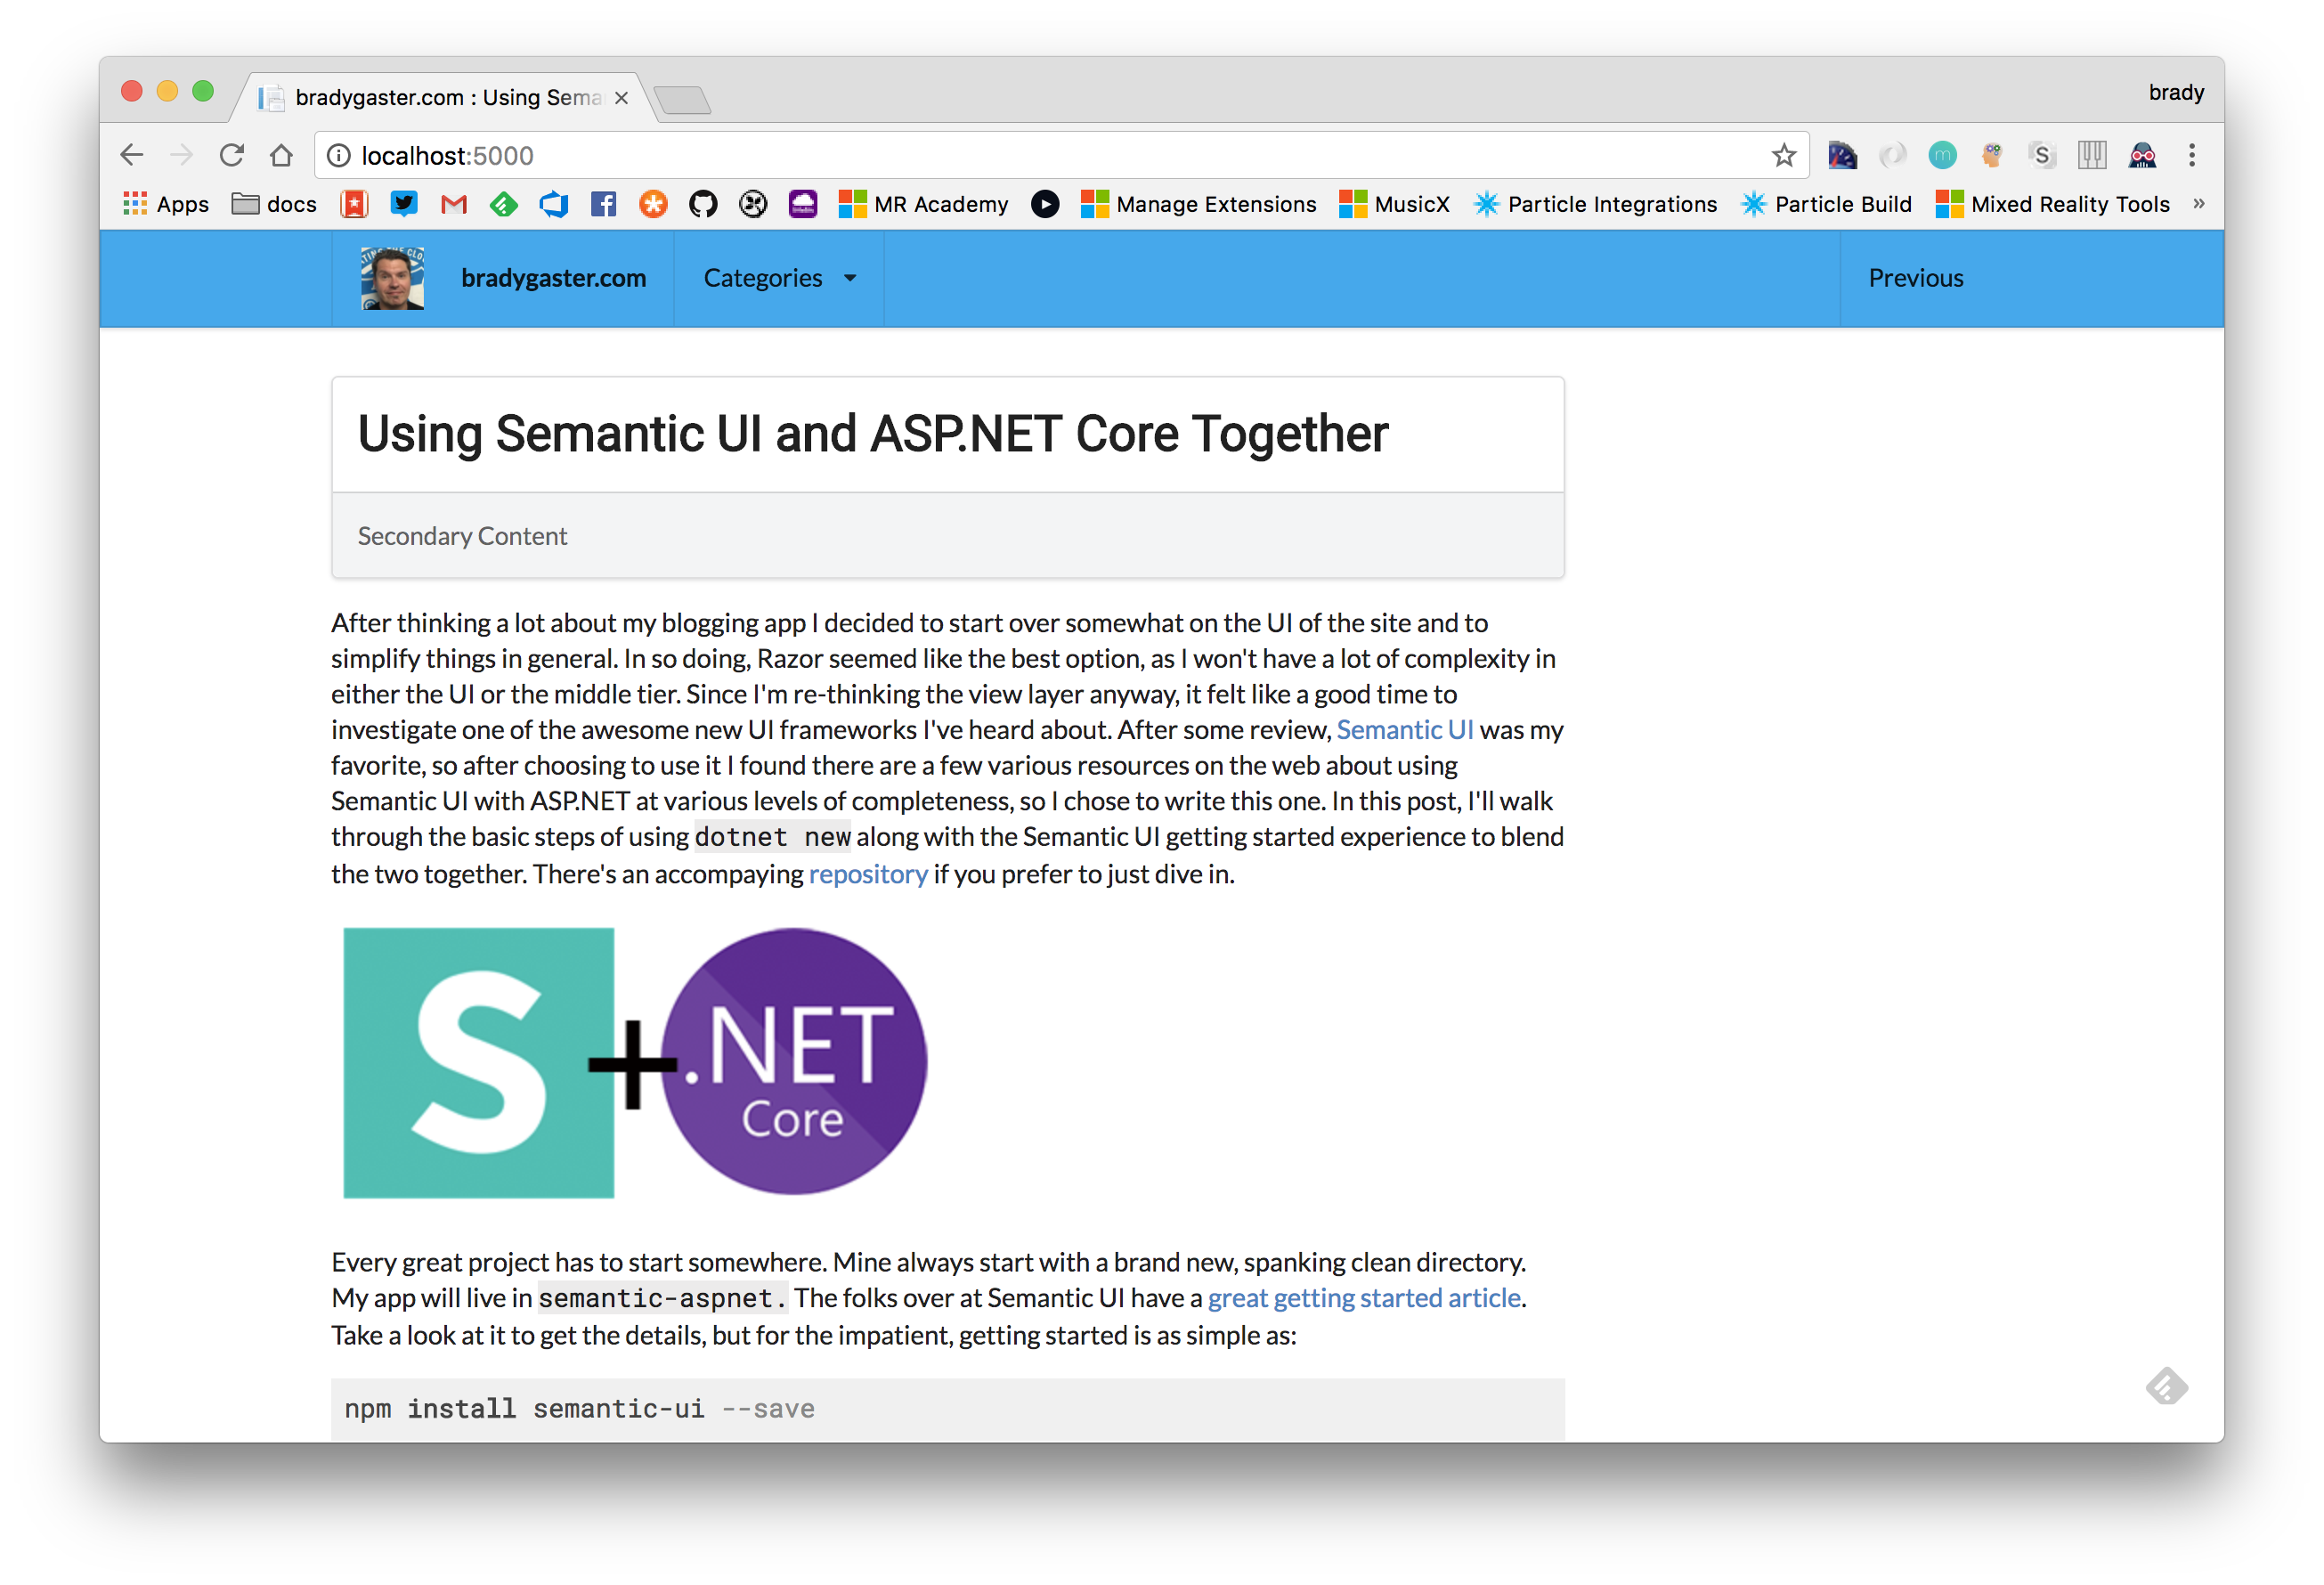 bradygaster.com : Using Sema
brady
localhost:5000
Apps docs MR Academy Manage Extensions MusicX Particle Integrations Particle Build Mixed Reality Tools »
bradygaster.com Categories Previous
Using Semantic UI and ASP.NET Core Together
Secondary Content
After thinking a lot about my blogging app I decided to start over somewhat on the UI of the site and to
simplify things in general. In so doing, Razor seemed like the best option, as I won't have a lot of complexity in
either the UI or the middle tier. Since I'm re-thinking the view layer anyway, it felt like a good time to
investigate one of the awesome new UI frameworks I've heard about. After some review, Semantic UI was my
favorite, so after choosing to use it I found there are a few various resources on the web about using
Semantic UI with ASP.NET at various levels of completeness, so I chose to write this one. In this post, I'll walk
through the basic steps of using dotnet new along with the Semantic UI getting started experience to blend
the two together. There's an accompaying repository if you prefer to just dive in.
S + .NET
Core
Every great project has to start somewhere. Mine always start with a brand new, spanking clean directory.
My app will live in semantic-aspnet. The folks over at Semantic UI have a great getting started article.
Take a look at it to get the details, but for the impatient, getting started is as simple as:
npm install semantic-ui --save